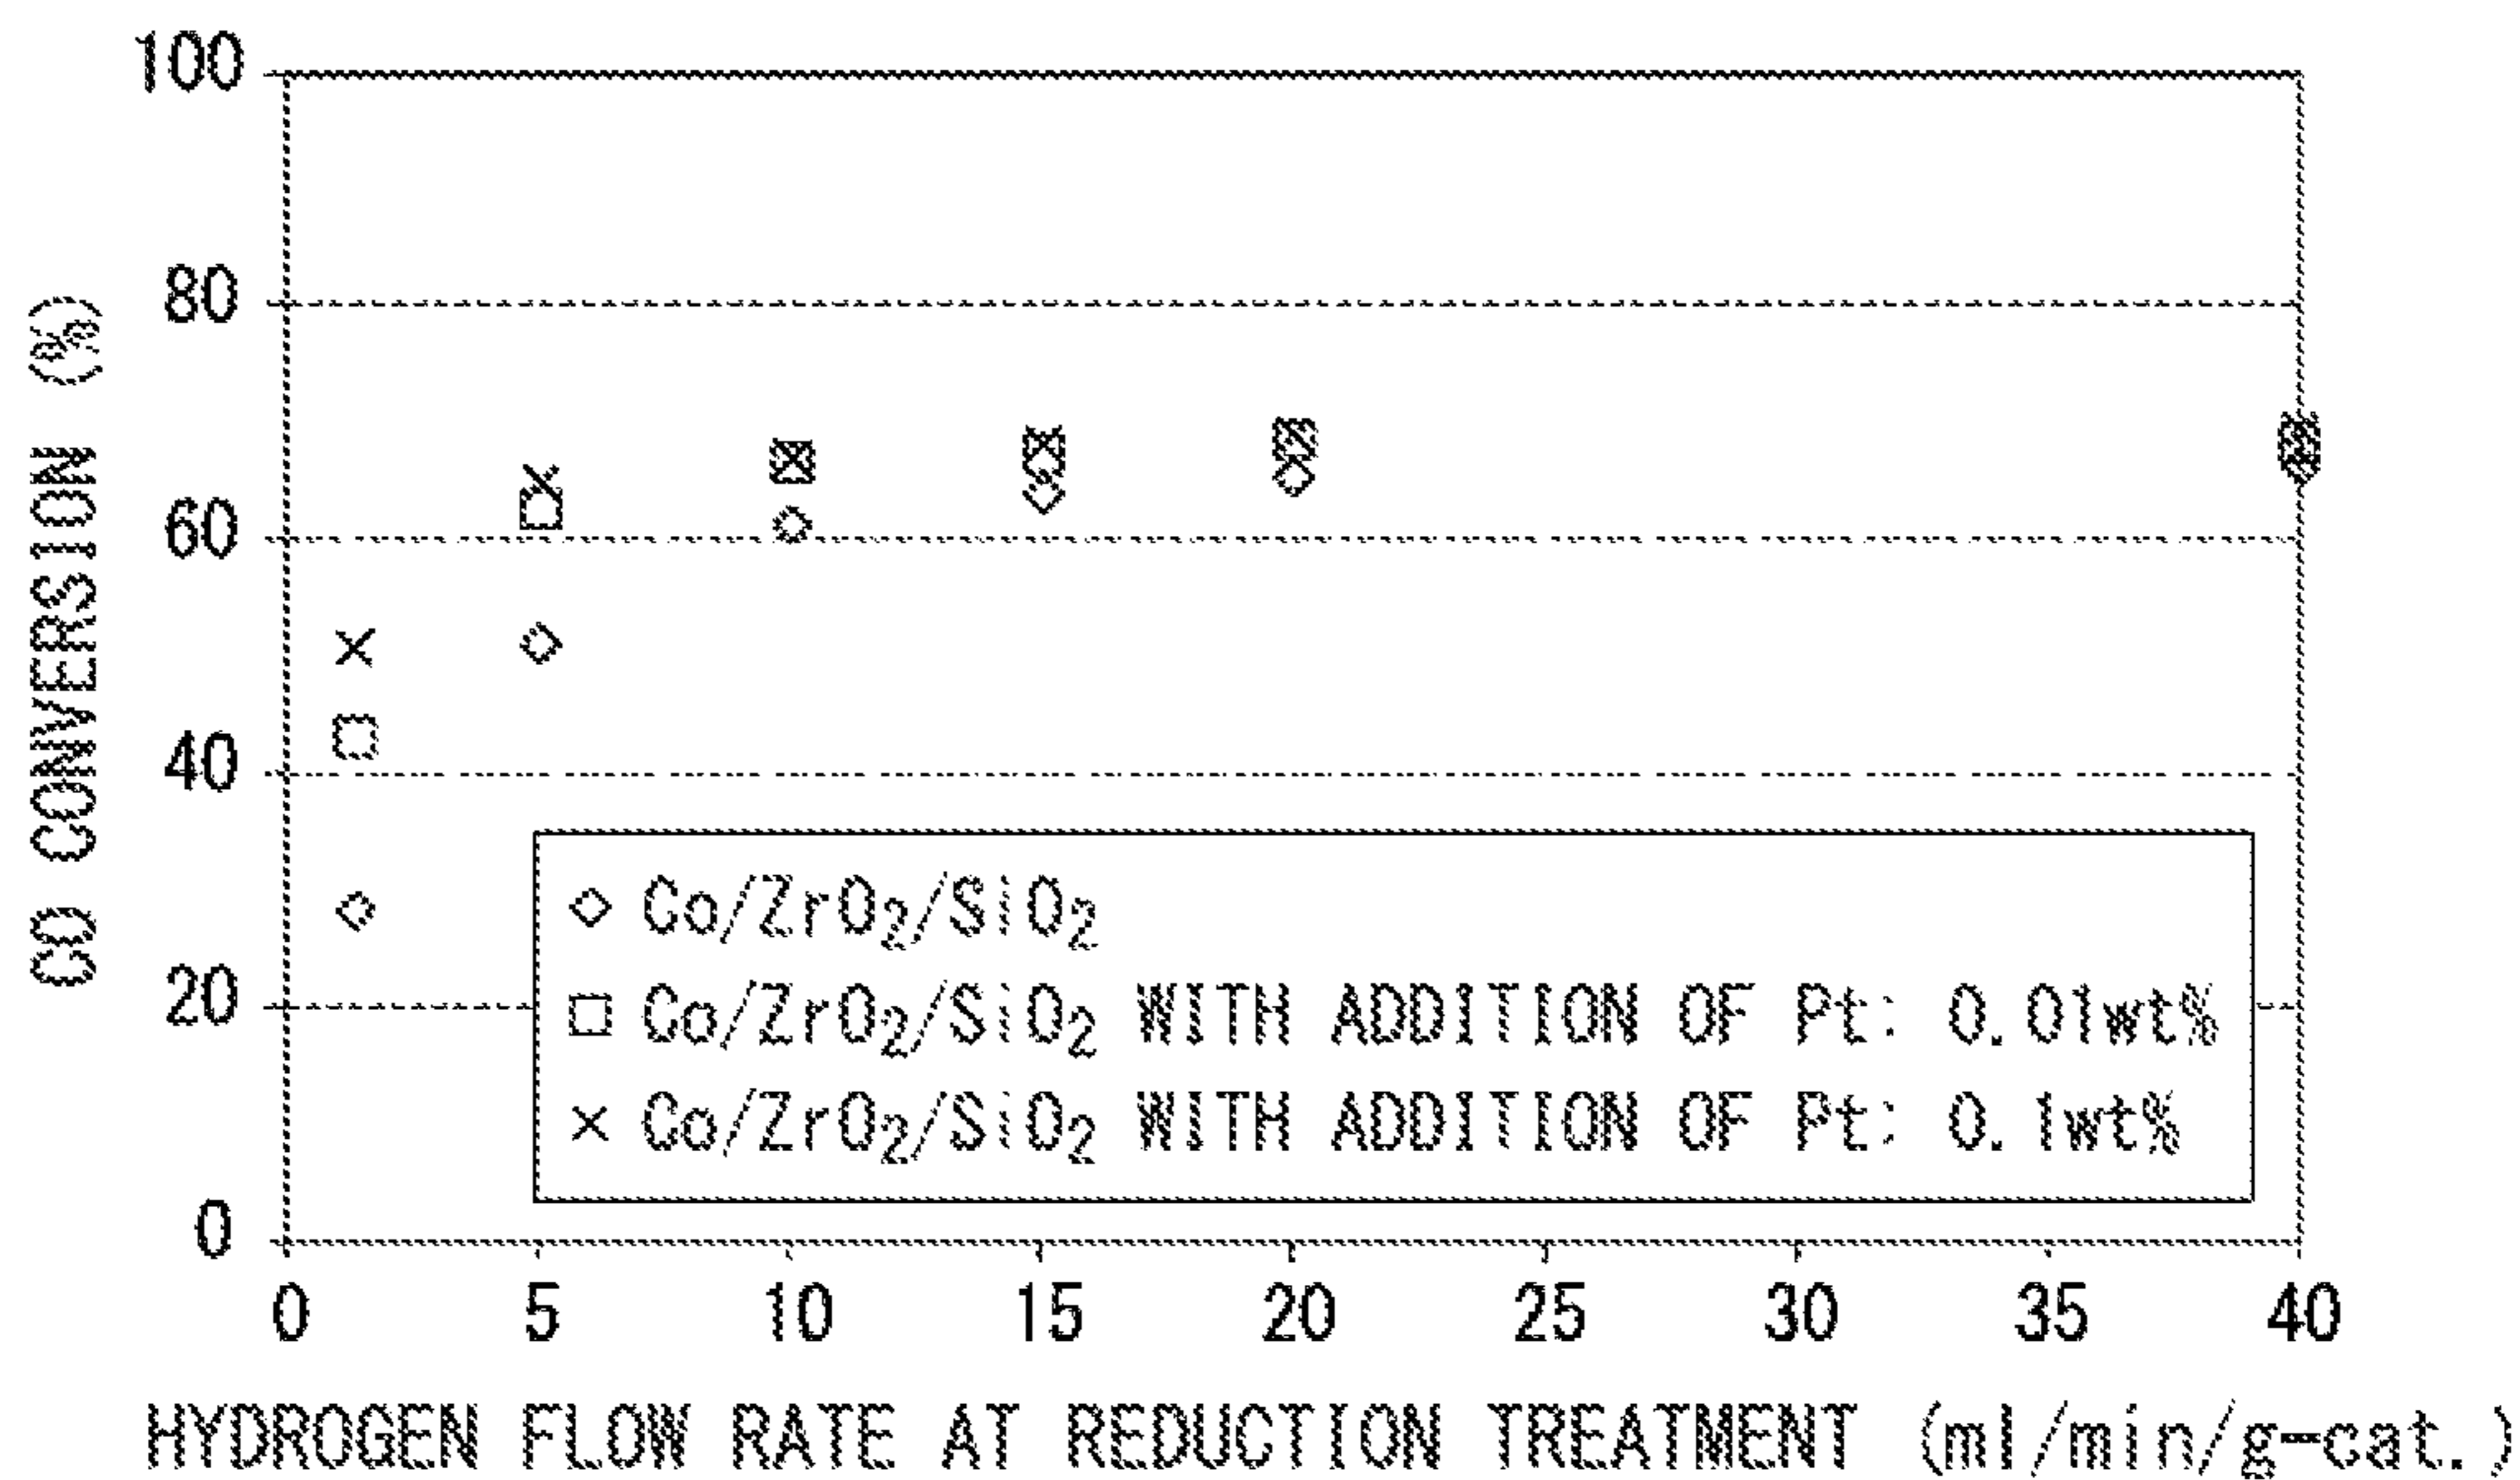 100
80
60
40
20
0
CO CONVERSION (%)
Co/ZrO₂/SiO₂
Co/ZrO₂/SiO₂ WITH ADDITION OF Pt: 0.01wt%
Co/ZrO₂/SiO₂ WITH ADDITION OF Pt: 0.1wt%
0 5 10 15 20 25 30 35 40
HYDROGEN FLOW RATE AT REDUCTION TREATMENT (ml/min/g-cat.)